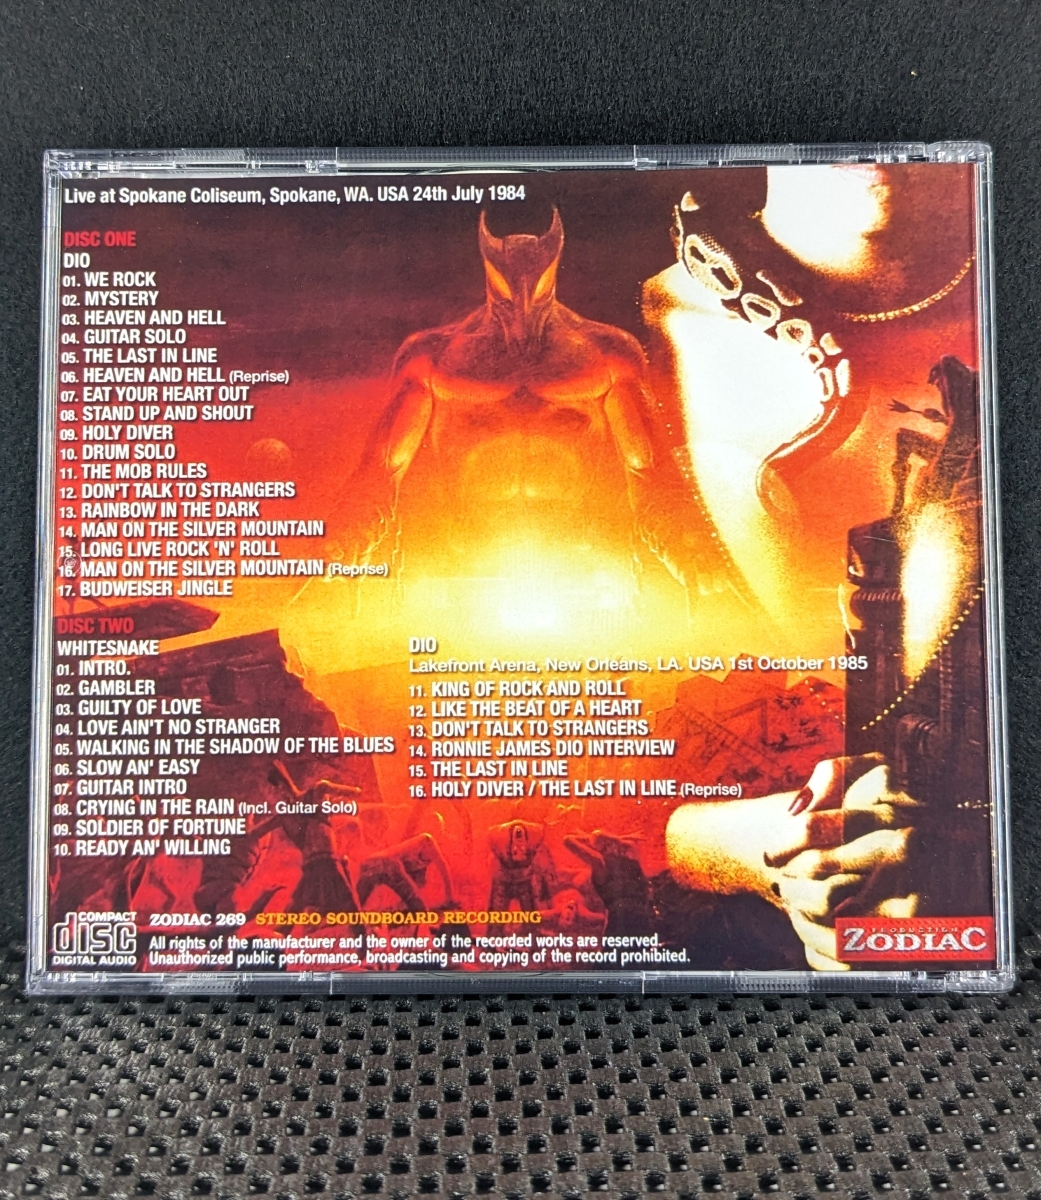 Live at Spokane Coliseum, Spokane, WA. USA 24th July 1984
DISC ONE
DIO
01. WE ROCK
02. MYSTERY
03. HEAVEN AND HELL
04. GUITAR SOLO
05. THE LAST IN LINE
06. HEAVEN AND HELL (Reprise)
07. EAT YOUR HEART OUT
08. STAND UP AND SHOUT
09. HOLY DIVER
10. DRUM SOLO
11. THE MOB RULES
12. DON'T TALK TO STRANGERS
13. RAINBOW IN THE DARK
14. MAN ON THE SILVER MOUNTAIN
15. LONG LIVE ROCK 'N' ROLL
16. MAN ON THE SILVER MOUNTAIN (Reprise)
17. BUDWEISER JINGLE
DISC TWO
WHITESNAKE
01. INTRO.
02. GAMBLER
03. GUILTY OF LOVE
04. LOVE AIN'T NO STRANGER
05. WALKING IN THE SHADOW OF THE BLUES
06. SLOW AN' EASY
07. GUITAR INTRO
08. CRYING IN THE RAIN (Incl. Guitar Solo)
09. SOLDIER OF FORTUNE
10. READY AN' WILLING
DIO
Lakefront Arena, New Orleans, LA. USA 1st October 1985
11. KING OF ROCK AND ROLL
12. LIKE THE BEAT OF A HEART
13. DON'T TALK TO STRANGERS
14. RONNIE JAMES DIO INTERVIEW
15. THE LAST IN LINE
16. HOLY DIVER / THE LAST IN LINE (Reprise)
COMPACT
disc
DIGITAL AUDIO
ZODIAC 269 STEREO SOUNDBOARD RECORDING
All rights of the manufacturer and the owner of the recorded works are reserved.
Unauthorized public performance, broadcasting and copying of the record prohibited.
PRODUCTION
ZODIAC